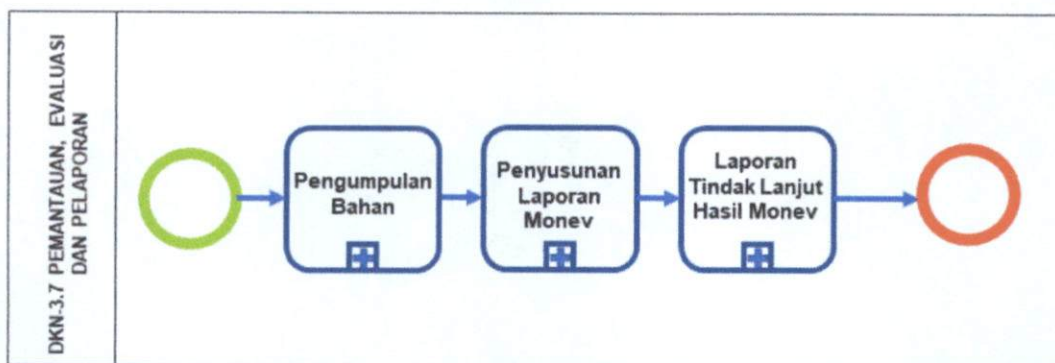 DKN-3.7 PEMANTAUAN, EVALUASI
DAN PELAPORAN
Pengumpulan
Bahan
Penyusunan
Laporan
Monev
Laporan
Tindak Lanjut
Hasil Monev